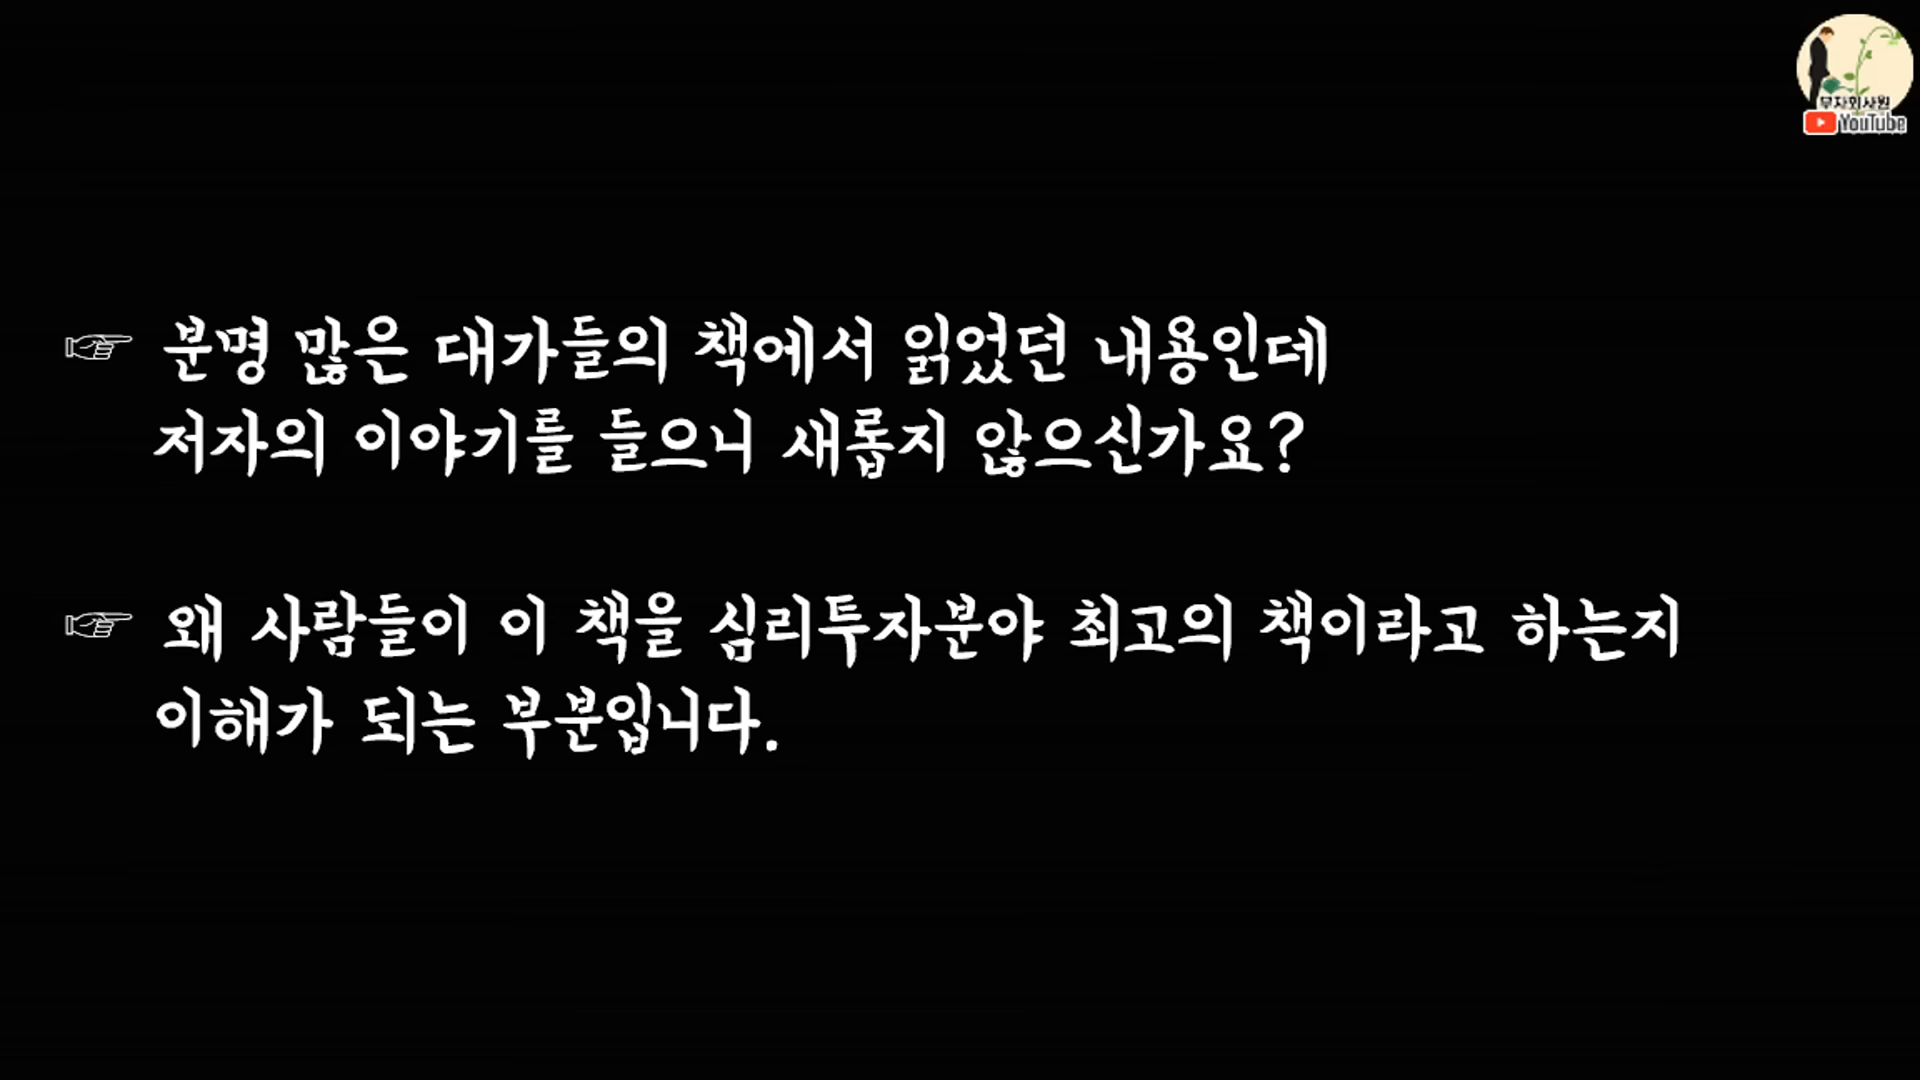 ☞ 분명 많은 대가들의 책에서 읽었던 내용인데
저자의 이야기를 들으니 새롭지 않으신가요?
☞ 왜 사람들이 이 책을 심리투자분야 최고의 책이라고 하는지
이해가 되는 부분입니다.
부자회사원
YouTube